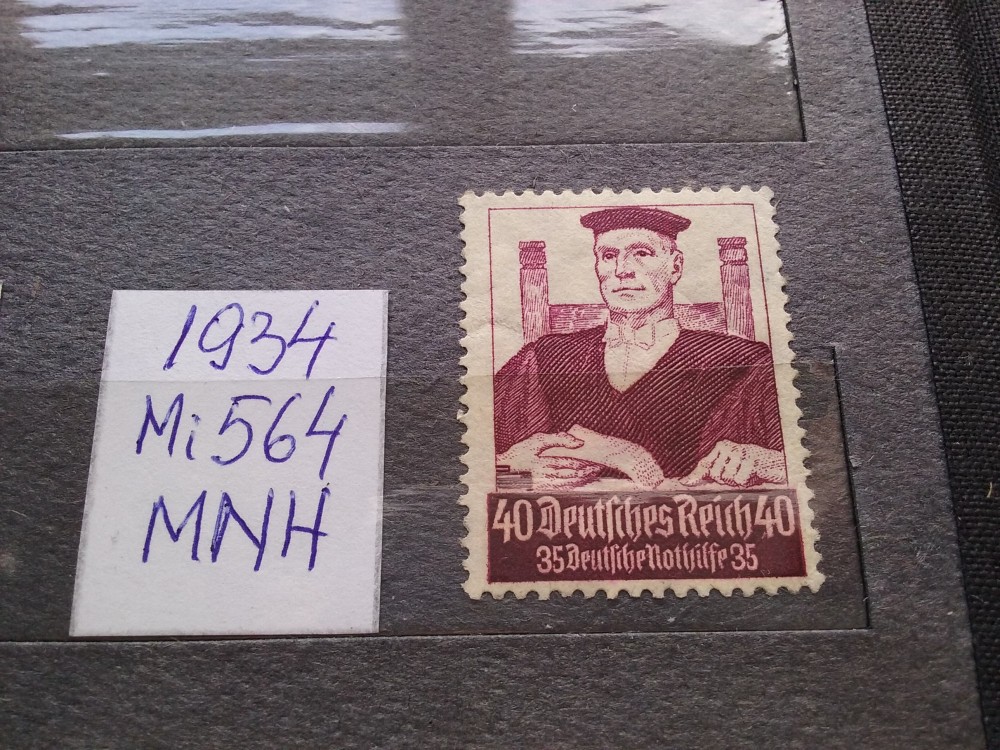 1934
Mi 564
MNH
40 Deutsches Reich 40
35 Deutsche Nothilfe 35